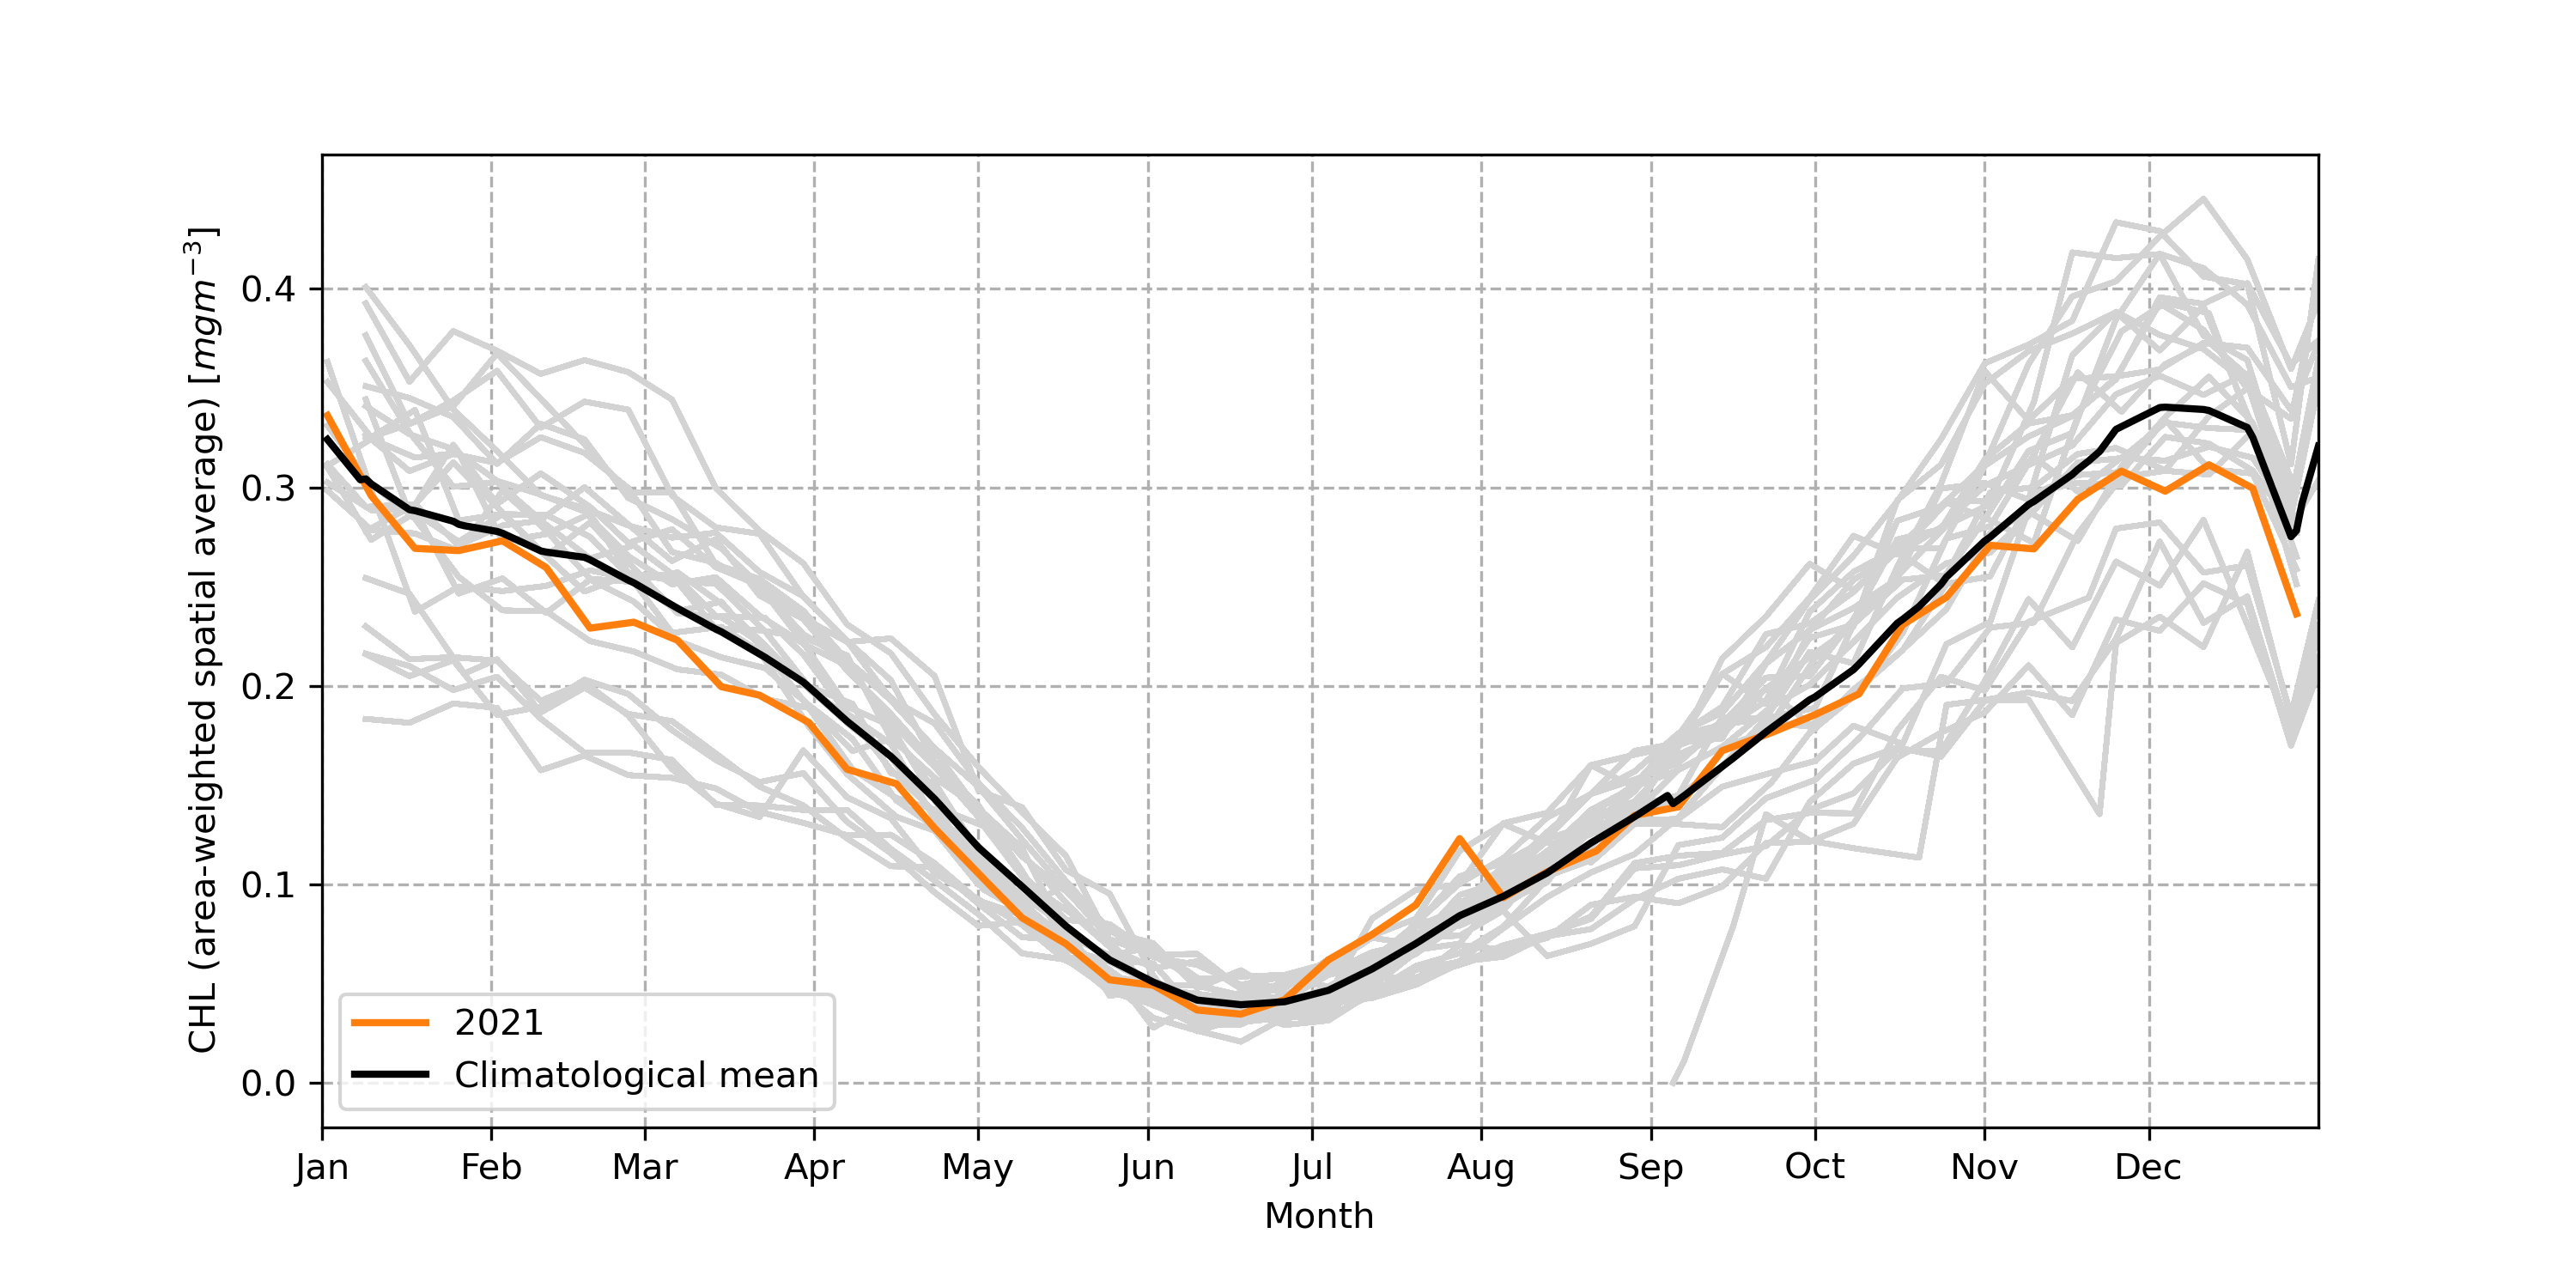 CHL (area-weighted spatial average) [mgm⁻³]
0.4
0.3
0.2
0.1
0.0
2021
Climatological mean
Jan Feb Mar Apr May Jun Jul Aug Sep Oct Nov Dec
Month